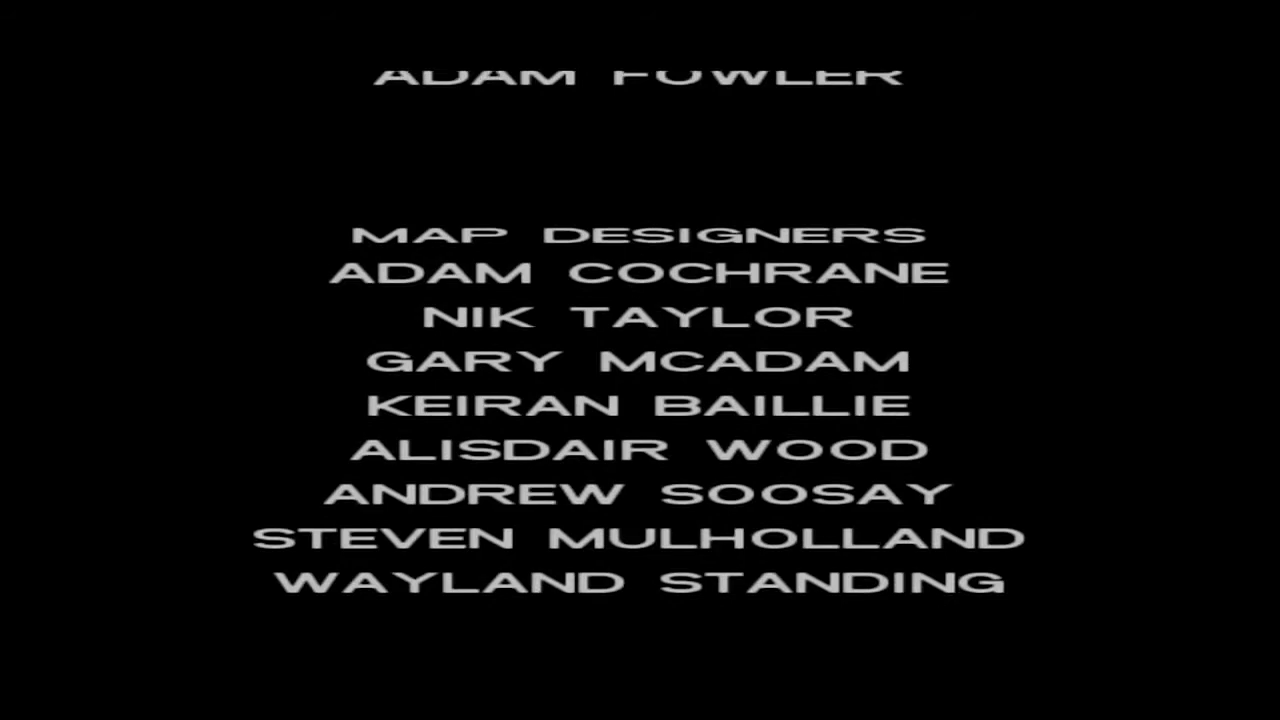 ADAM FOWLER
MAP DESIGNERS
ADAM COCHRANE
NIK TAYLOR
GARY MCADAM
KEIRAN BAILLIE
ALISDAIR WOOD
ANDREW SOOSAY
STEVEN MULHOLLAND
WAYLAND STANDING